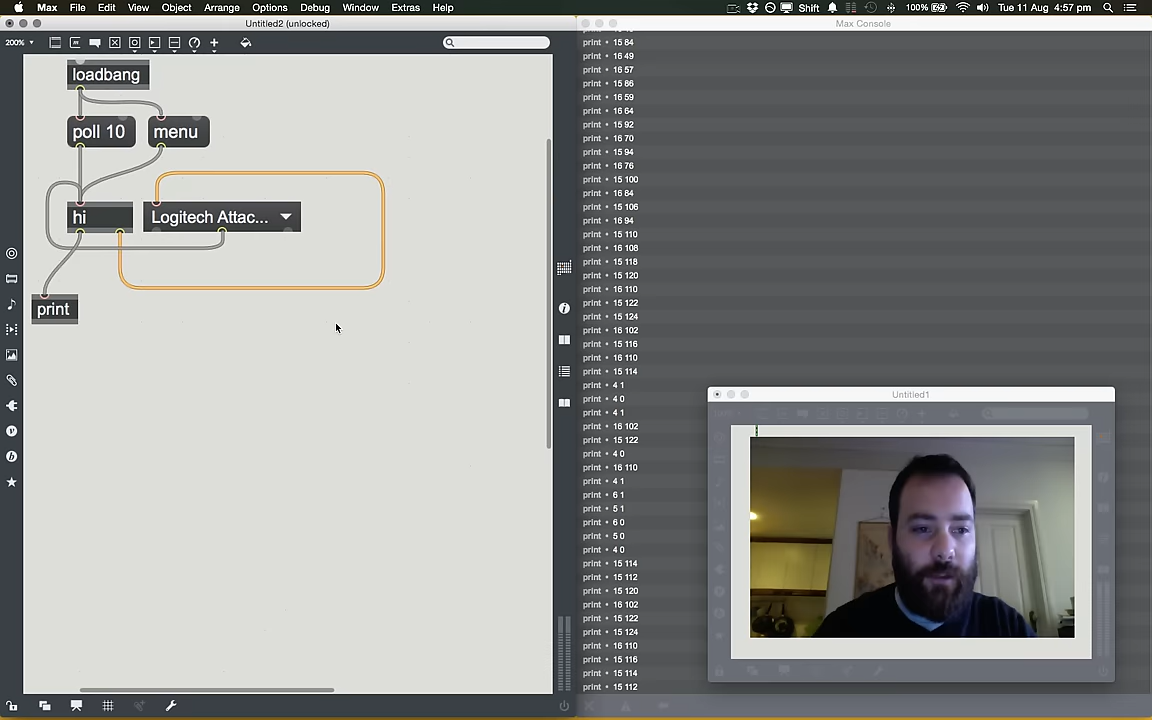 Max File Edit View Object Arrange Options Debug Window Extras Help
Shift 100% Tue 11 Aug 4:57 pm
Untitled2 (unlocked)
Max Console
200%
loadbang
poll 10 menu
hi Logitech Attac...
print
print • 15 84
print • 16 49
print • 16 57
print • 15 86
print • 16 59
print • 16 64
print • 15 92
print • 16 70
print • 15 94
print • 16 76
print • 15 100
print • 16 84
print • 15 106
print • 16 94
print • 15 110
print • 16 108
print • 15 118
print • 15 120
print • 16 110
print • 15 122
print • 15 124
print • 16 102
print • 15 116
print • 16 110
print • 15 114
print • 4 1
print • 4 0
print • 4 1
print • 16 102
print • 15 122
print • 4 0
print • 16 110
print • 4 1
print • 6 1
print • 5 1
print • 6 0
print • 5 0
print • 4 0
print • 15 114
print • 15 112
print • 15 120
print • 16 102
print • 15 122
print • 15 124
print • 16 110
print • 15 116
print • 15 114
print • 15 112
Untitled1